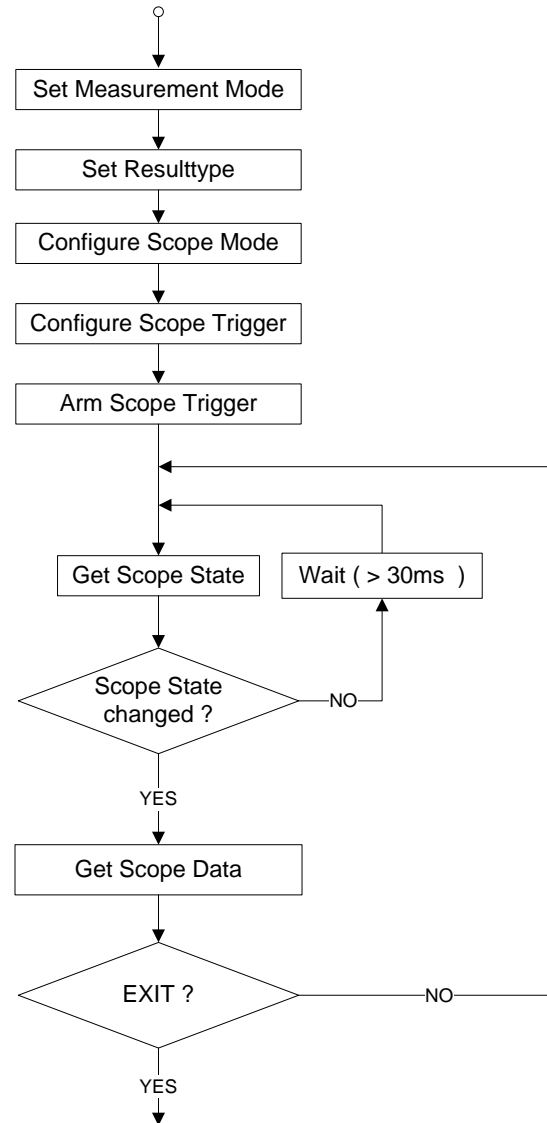 Set Measurement Mode
Set Resulttype
Configure Scope Mode
Configure Scope Trigger
Arm Scope Trigger
Get Scope State
Wait ( > 30ms )
Scope State
changed ?
NO
YES
Get Scope Data
EXIT ?
NO
YES